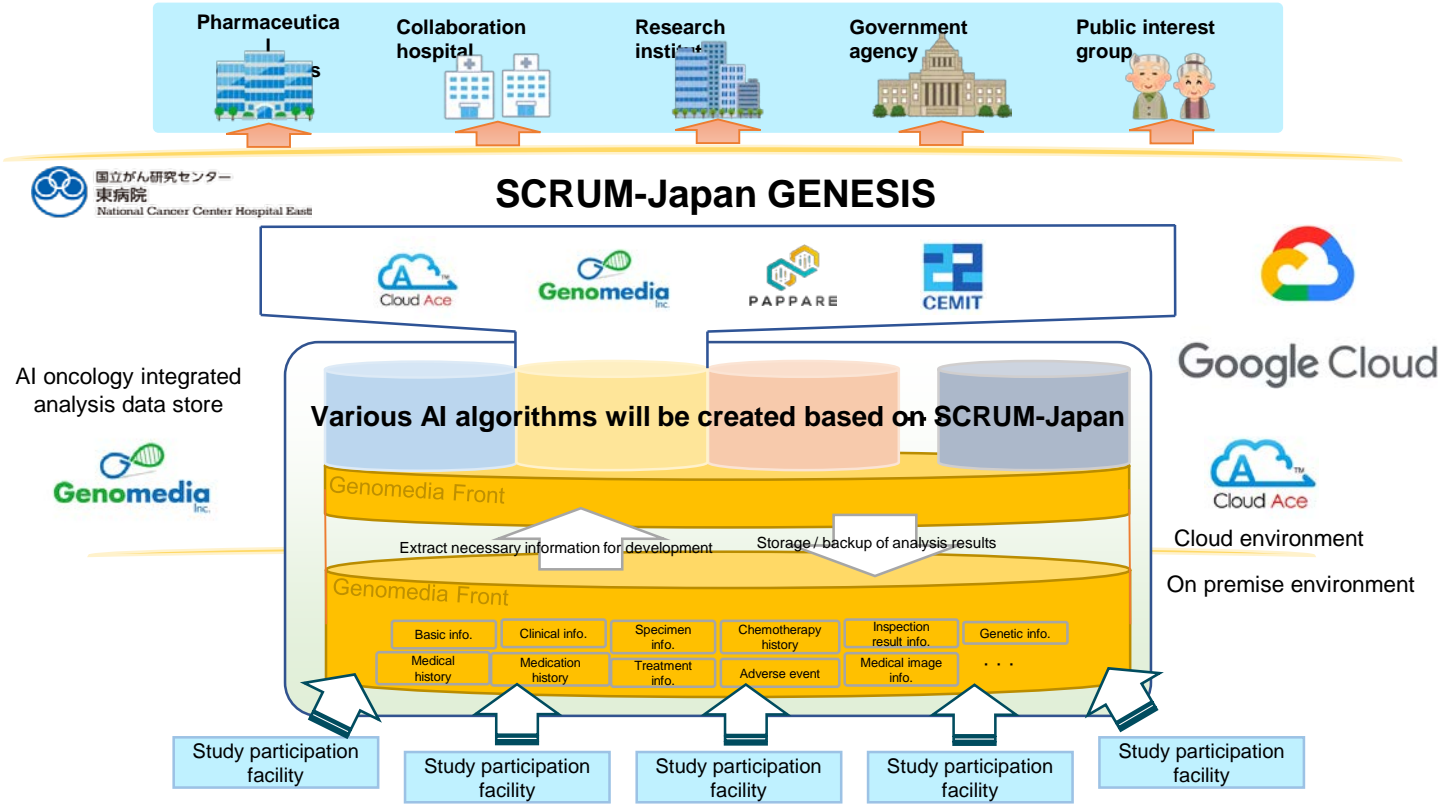 Pharmaceutica
l
s
Collaboration
hospital
Research
institut
Government
agency
Public interest
group
国立がん研究センター
東病院
National Cancer Center Hospital East
SCRUM-Japan GENESIS
Cloud Ace
TM
Genomedia
Inc.
PAPPARE
CEMIT
Google Cloud
AI oncology integrated
analysis data store
Genomedia
Inc.
Various AI algorithms will be created based on SCRUM-Japan
Cloud Ace
TM
Genomedia Front
Extract necessary information for development
Storage / backup of analysis results
Cloud environment
On premise environment
Genomedia Front
Basic info.
Clinical info.
Specimen
info.
Chemotherapy
history
Inspection
result info.
Genetic info.
Medical
history
Medication
history
Treatment
info.
Adverse event
Medical image
info.
· · ·
Study participation
facility
Study participation
facility
Study participation
facility
Study participation
facility
Study participation
facility